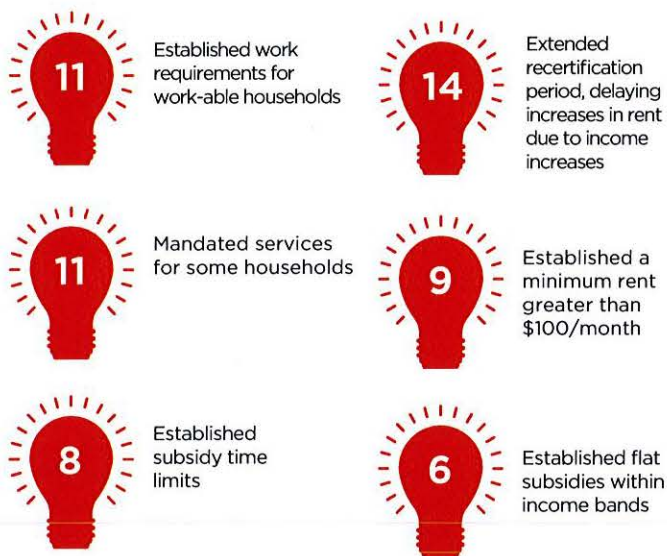 11
Established work
requirements for
work-able households
14
Extended
recertification
period, delaying
increases in rent
due to income
increases
11
Mandated services
for some households
9
Established a
minimum rent
greater than
$100/month
8
Established
subsidy time
limits
6
Established flat
subsidies within
income bands